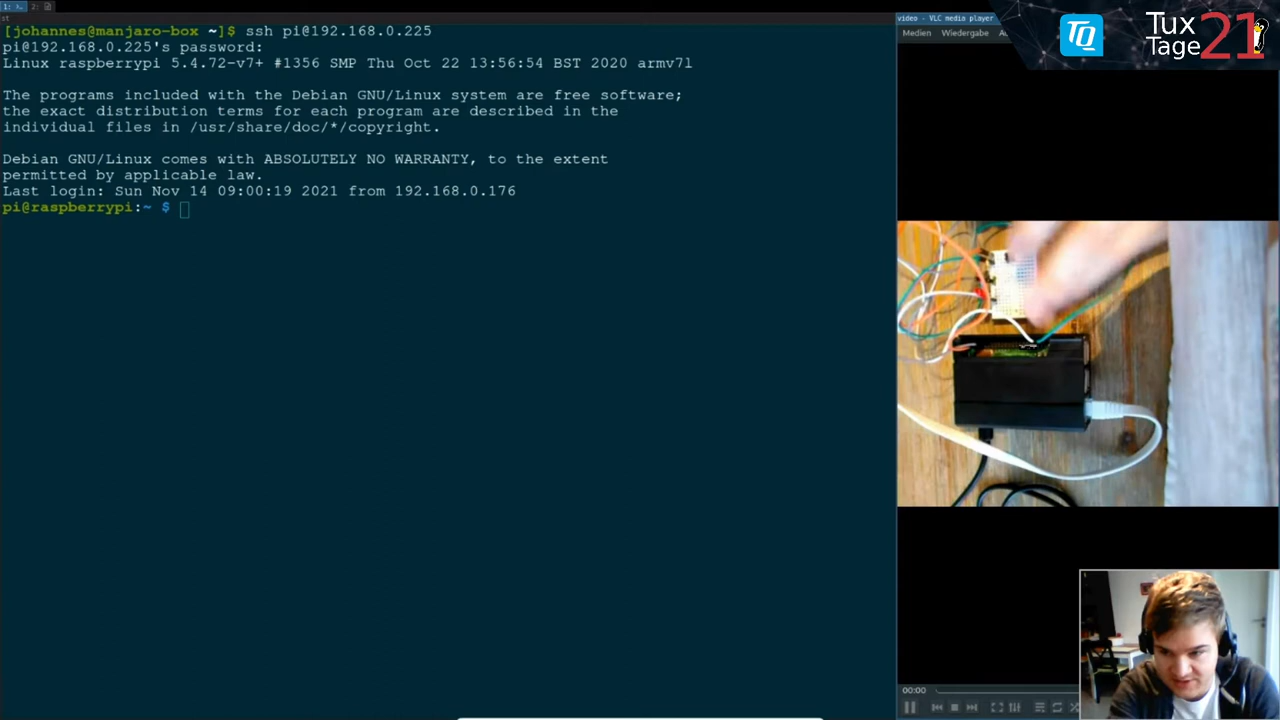 1: >_ 2:
st
[johannes@manjaro-box ~]$ ssh pi@192.168.0.225
pi@192.168.0.225's password:
Linux raspberrypi 5.4.72-v7+ #1356 SMP Thu Oct 22 13:56:54 BST 2020 armv7l
The programs included with the Debian GNU/Linux system are free software;
the exact distribution terms for each program are described in the
individual files in /usr/share/doc/*/copyright.
Debian GNU/Linux comes with ABSOLUTELY NO WARRANTY, to the extent
permitted by applicable law.
Last login: Sun Nov 14 09:00:19 2021 from 192.168.0.176
pi@raspberrypi:~ $
video - VLC media player
Medien Wiedergabe
TQ
Tux
Tage
21
00:00